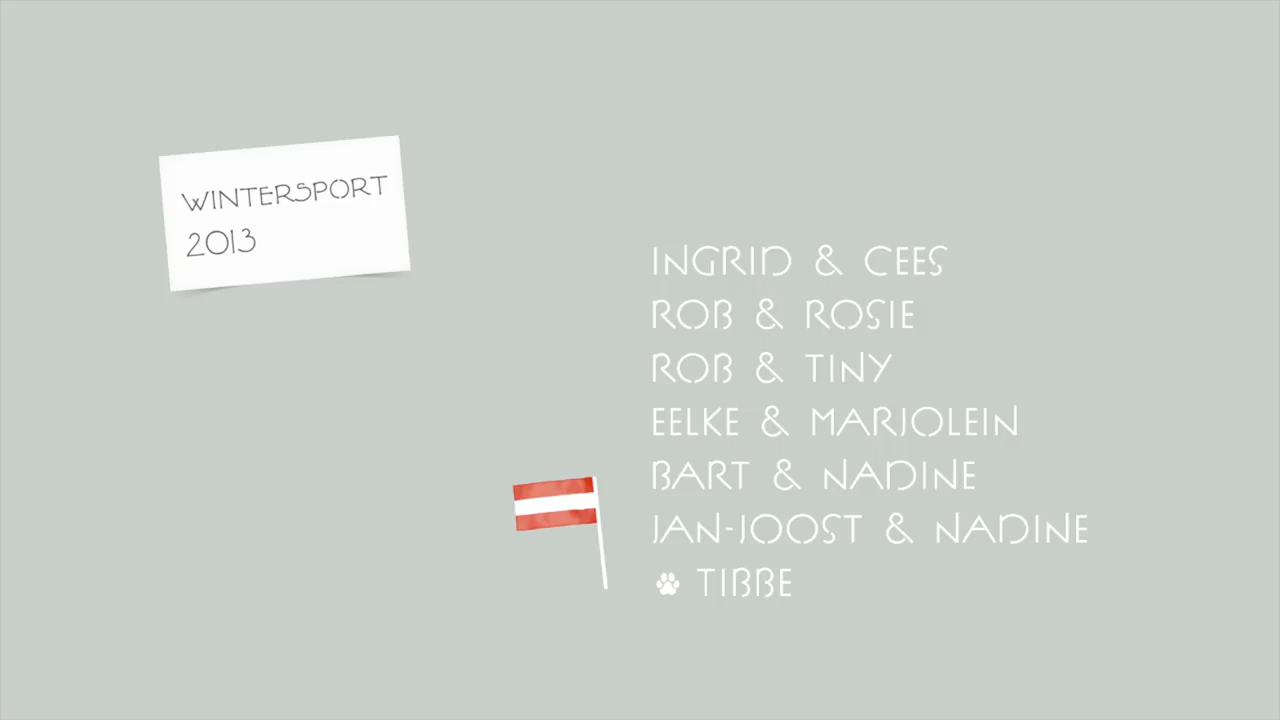 WINTERSPORT
2013
INGRID & CEES
ROB & ROSIE
ROB & TINY
EELKE & MARJOLEIN
BART & NADINE
JAN-JOOST & NADINE
TIBBE